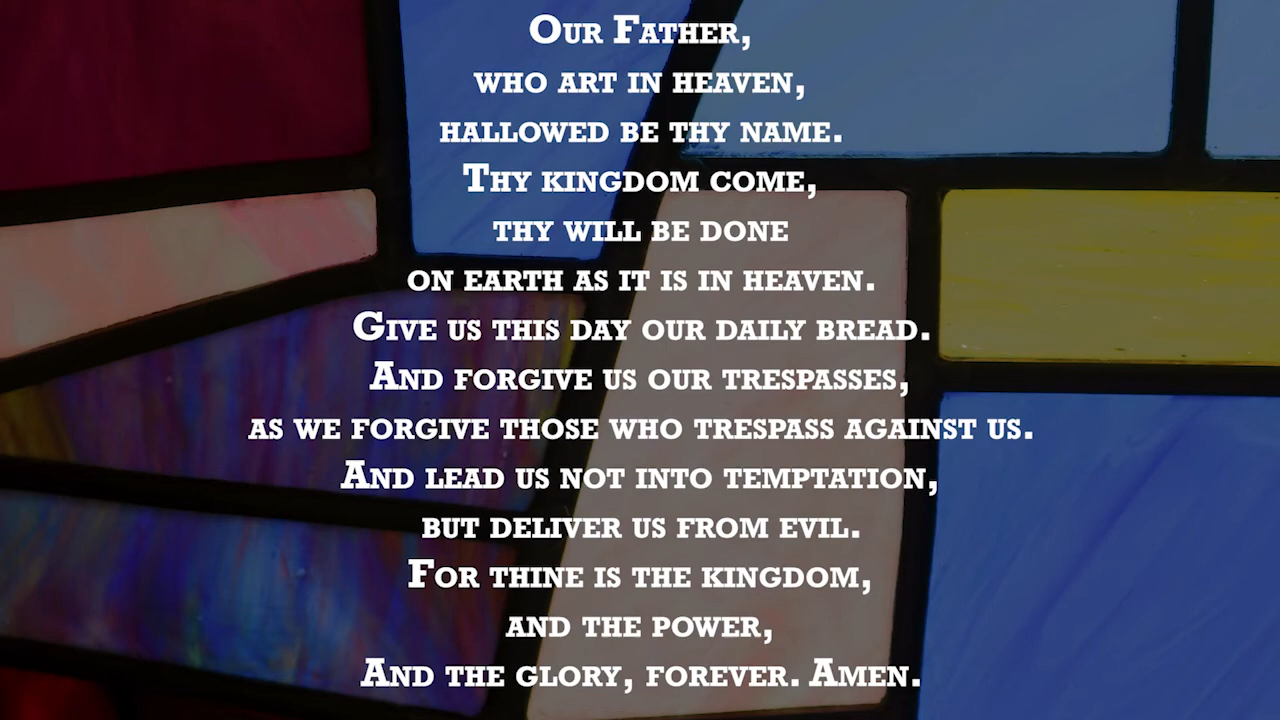 Our Father,
who art in heaven,
hallowed be thy name.
Thy kingdom come,
thy will be done
on earth as it is in heaven.
Give us this day our daily bread.
And forgive us our trespasses,
as we forgive those who trespass against us.
And lead us not into temptation,
but deliver us from evil.
For thine is the kingdom,
and the power,
And the glory, forever. Amen.